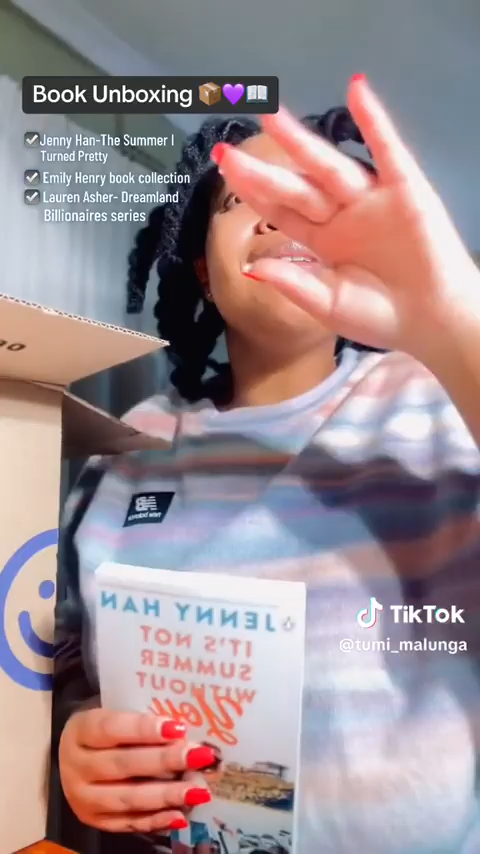 Book Unboxing 📦💜📖
☑️Jenny Han-The Summer I
Turned Pretty
☑️ Emily Henry book collection
☑️ Lauren Asher- Dreamland
Billionaires series
JENNY HAN
IT'S NOT
SUMMER
WITHOUT
You
TikTok
@tumi_malunga